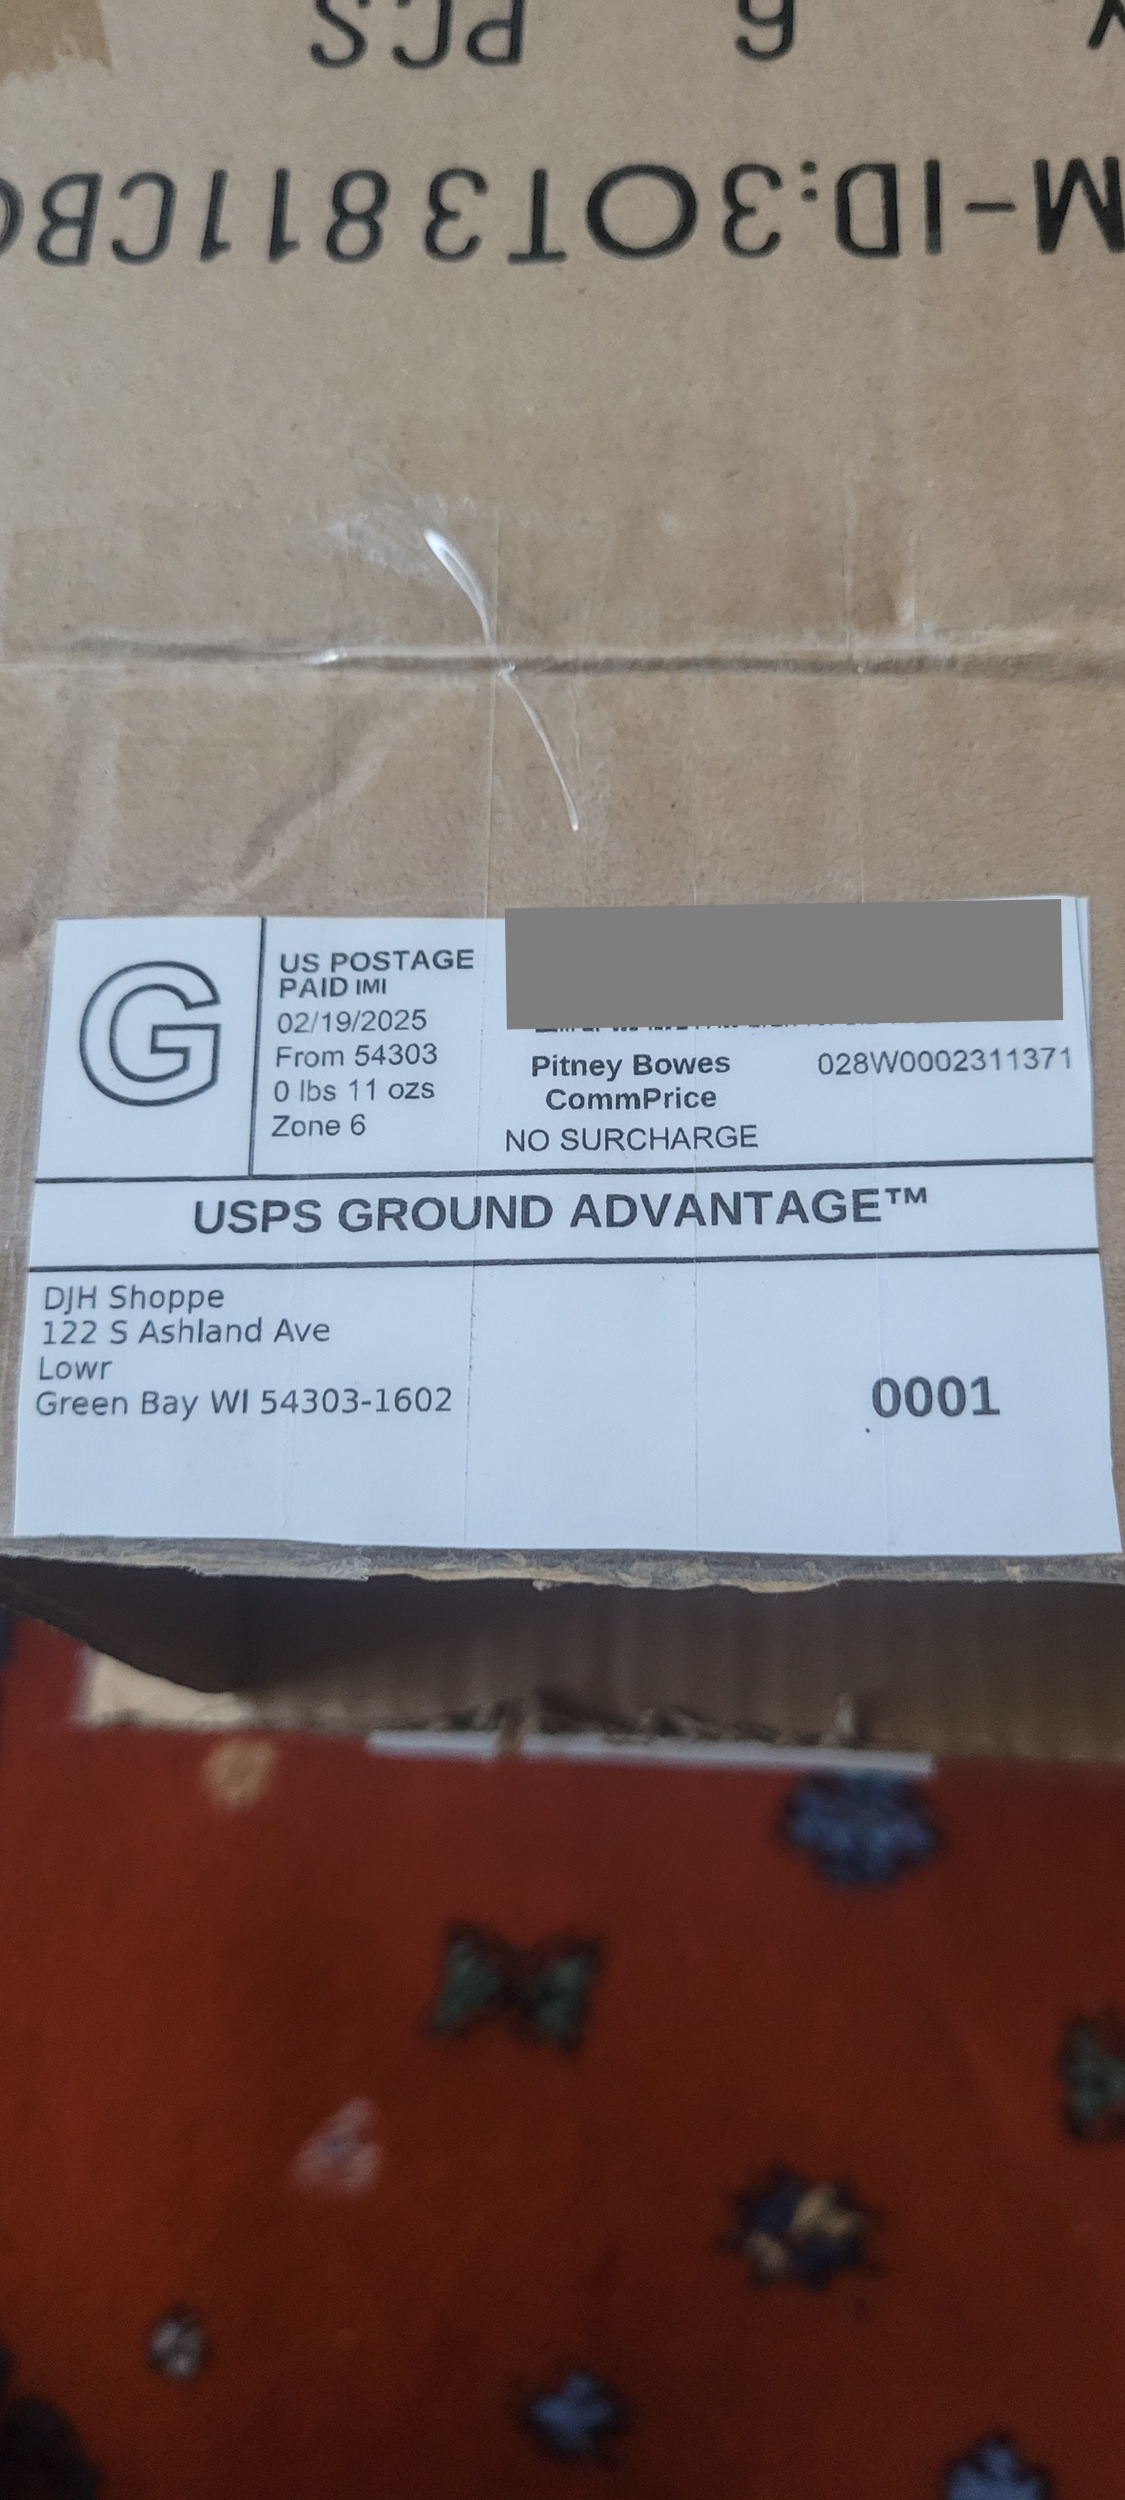 6 PCS
M-ID:3OT3811CB
G
US POSTAGE
PAID IMI
02/19/2025
From 54303
0 lbs 11 ozs
Zone 6
Pitney Bowes
CommPrice
NO SURCHARGE
028W0002311371
USPS GROUND ADVANTAGE™
DJH Shoppe
122 S Ashland Ave
Lowr
Green Bay WI 54303-1602
0001